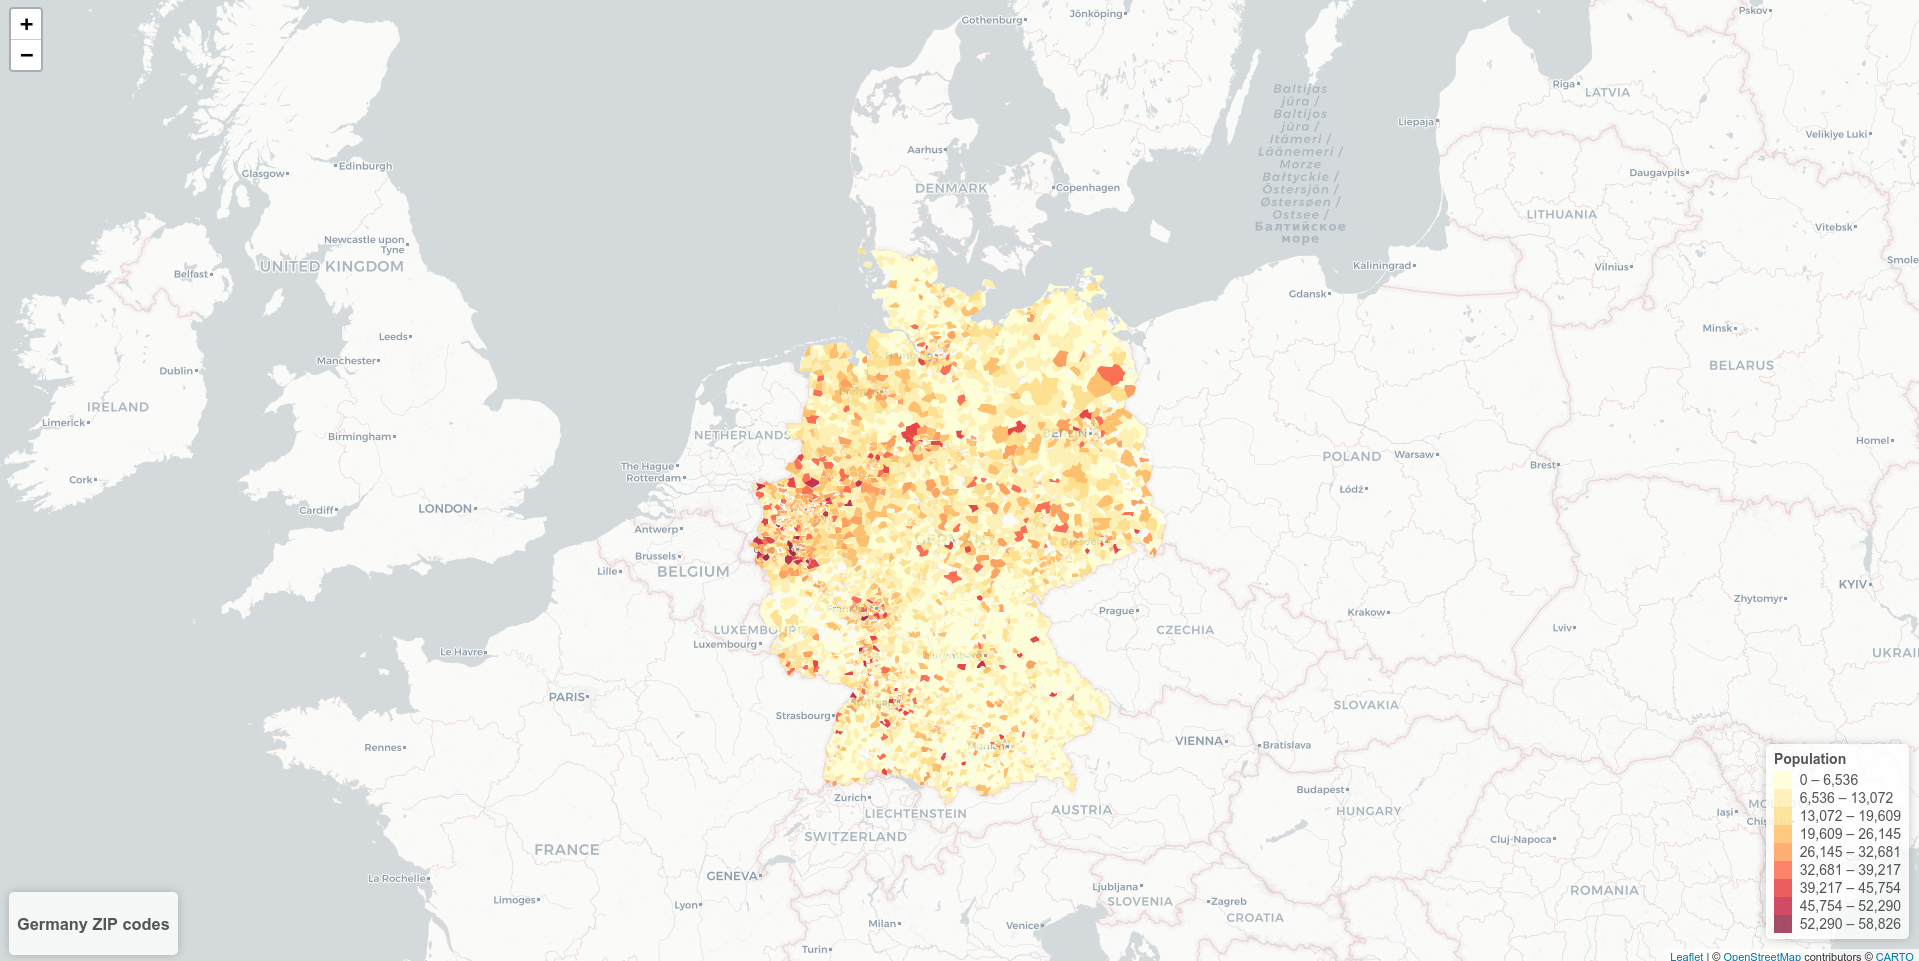 +
−
Gothenburg
Jönköping
Pskov
Riga
LATVIA
Baltijas
jūra /
Baltijos
jūra /
Itämeri /
Läänemeri /
Morze
Bałtyckie /
Östersjön /
Østersøen /
Ostsee /
Балтийское
море
Liepaja
Velikiye Luki
Edinburgh
Glasgow
Aarhus
DENMARK
Copenhagen
Daugavpils
LITHUANIA
Vitebsk
Newcastle upon
Tyne
UNITED KINGDOM
Belfast
Kaliningrad
Vilnius
Smole
Gdansk
Leeds
Manchester
Dublin
Minsk
BELARUS
IRELAND
Limerick
Birmingham
NETHERLANDS
BERLIN
Homel
POLAND
Warsaw
Brest
The Hague
Rotterdam
Cork
Łódź
Cardiff
LONDON
Antwerp
Brussels
BELGIUM
Lille
Dresden
KYIV
Zhytomyr
Prague
Krakow
Frankfurt
LUXEMBOURG
Luxembourg
CZECHIA
Lviv
Le Havre
Nuremberg
UKRAI
PARIS
Strasbourg
Stuttgart
SLOVAKIA
Rennes
Munich
VIENNA
Bratislava
Zurich
LIECHTENSTEIN
AUSTRIA
Budapest
HUNGARY
Iași
SWITZERLAND
Cluj-Napoca
FRANCE
GENEVA
La Rochelle
Limoges
Lyon
Ljubljana
SLOVENIA
Zagreb
CROATIA
ROMANIA
Milan
Venice
Turin
Germany ZIP codes
Population
0 – 6,536
6,536 – 13,072
13,072 – 19,609
19,609 – 26,145
26,145 – 32,681
32,681 – 39,217
39,217 – 45,754
45,754 – 52,290
52,290 – 58,826
Leaflet | © OpenStreetMap contributors © CARTO